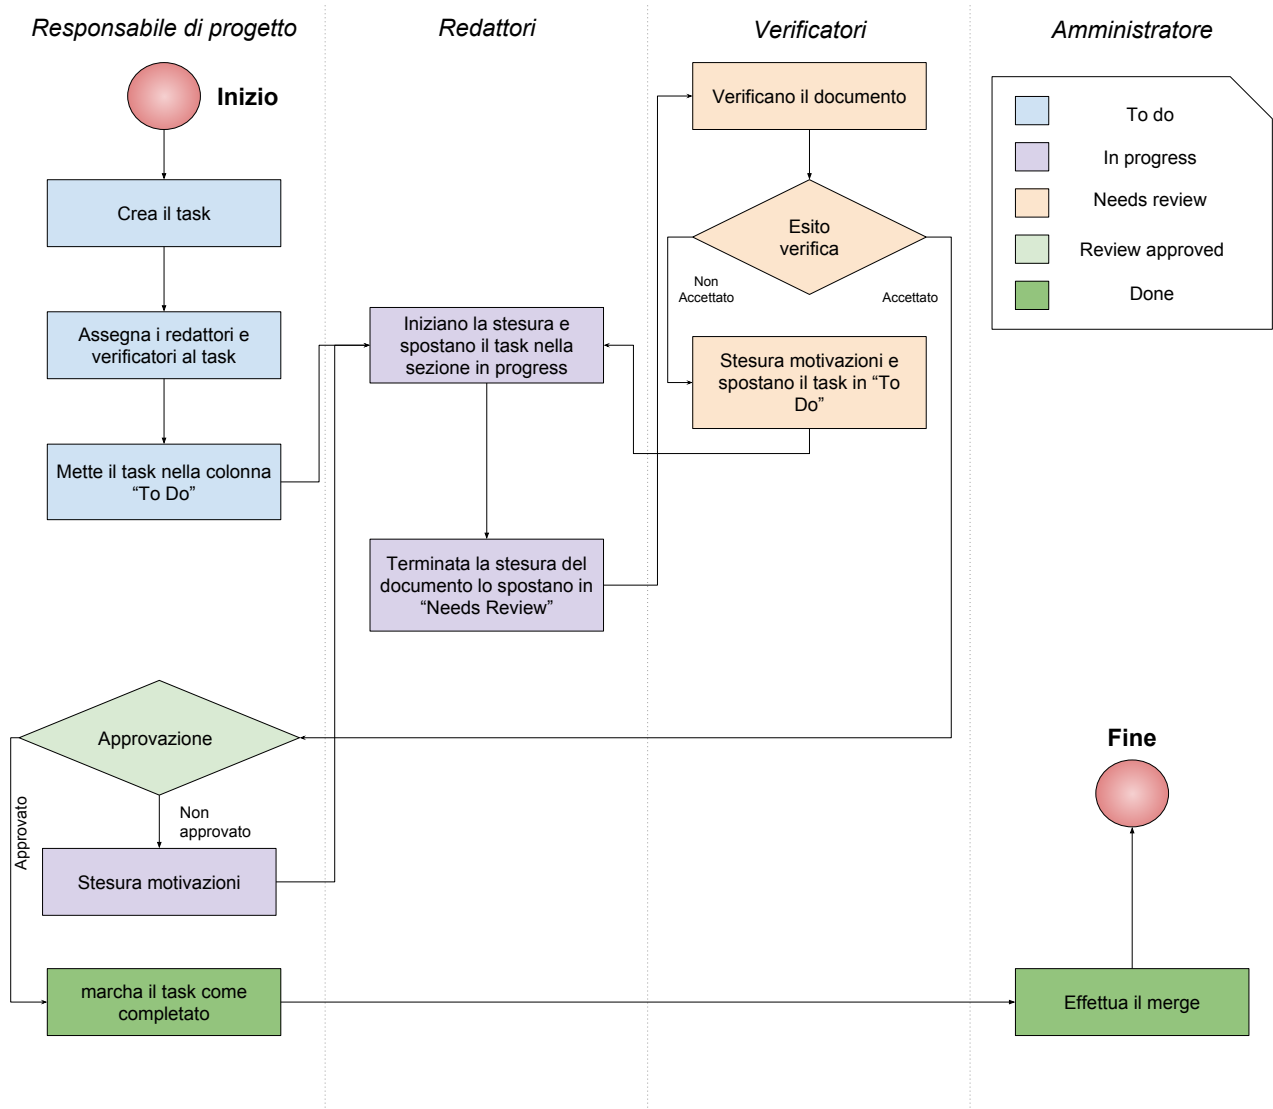 Responsabile di progetto
Redattori
Verificatori
Amministratore
Inizio
Crea il task
Assegna i redattori e
verificatori al task
Mette il task nella colonna
“To Do”
Iniziano la stesura e
spostano il task nella
sezione in progress
Terminata la stesura del
documento lo spostano in
“Needs Review”
Verificano il documento
Esito
verifica
Non
Accettato
Accettato
Stesura motivazioni e
spostano il task in “To
Do”
To do
In progress
Needs review
Review approved
Done
Approvazione
Approvato
Non
approvato
Stesura motivazioni
marcha il task come
completato
Effettua il merge
Fine